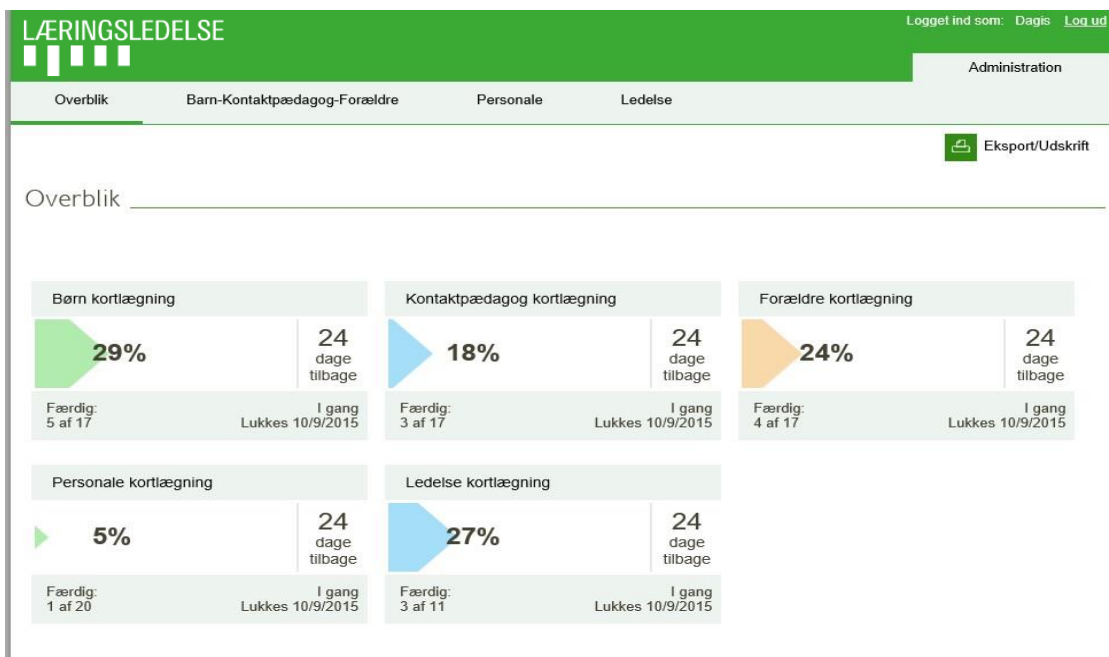 LÆRINGSLEDELSE
Logget ind som: Dagis Log ud
Administration
Overblik Barn-Kontaktpædagog-Forældre Personale Ledelse
Eksport/Udskrift
Overblik
Børn kortlægning
29%
24
dage
tilbage
Færdig:
5 af 17
I gang
Lukkes 10/9/2015
Kontaktpædagog kortlægning
18%
24
dage
tilbage
Færdig:
3 af 17
I gang
Lukkes 10/9/2015
Forældre kortlægning
24%
24
dage
tilbage
Færdig:
4 af 17
I gang
Lukkes 10/9/2015
Personale kortlægning
5%
24
dage
tilbage
Færdig:
1 af 20
I gang
Lukkes 10/9/2015
Ledelse kortlægning
27%
24
dage
tilbage
Færdig:
3 af 11
I gang
Lukkes 10/9/2015